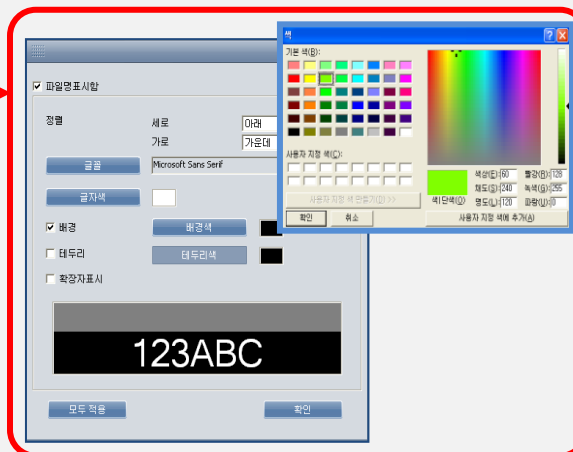 색
기본 색(B):
사용자 지정 색(C):
사용자 지정 색 만들기(D) >>
확인
취소
색|단색(O)
색상(E): 60
채도(S): 240
명도(L): 120
빨강(R): 128
녹색(G): 255
파랑(U): 0
사용자 지정 색에 추가(A)
파일명표시함
정렬
세로
아래
가로
가운데
글꼴
Microsoft Sans Serif
글자색
배경
배경색
테두리
테두리색
확장자표시
123ABC
모두 적용
확인